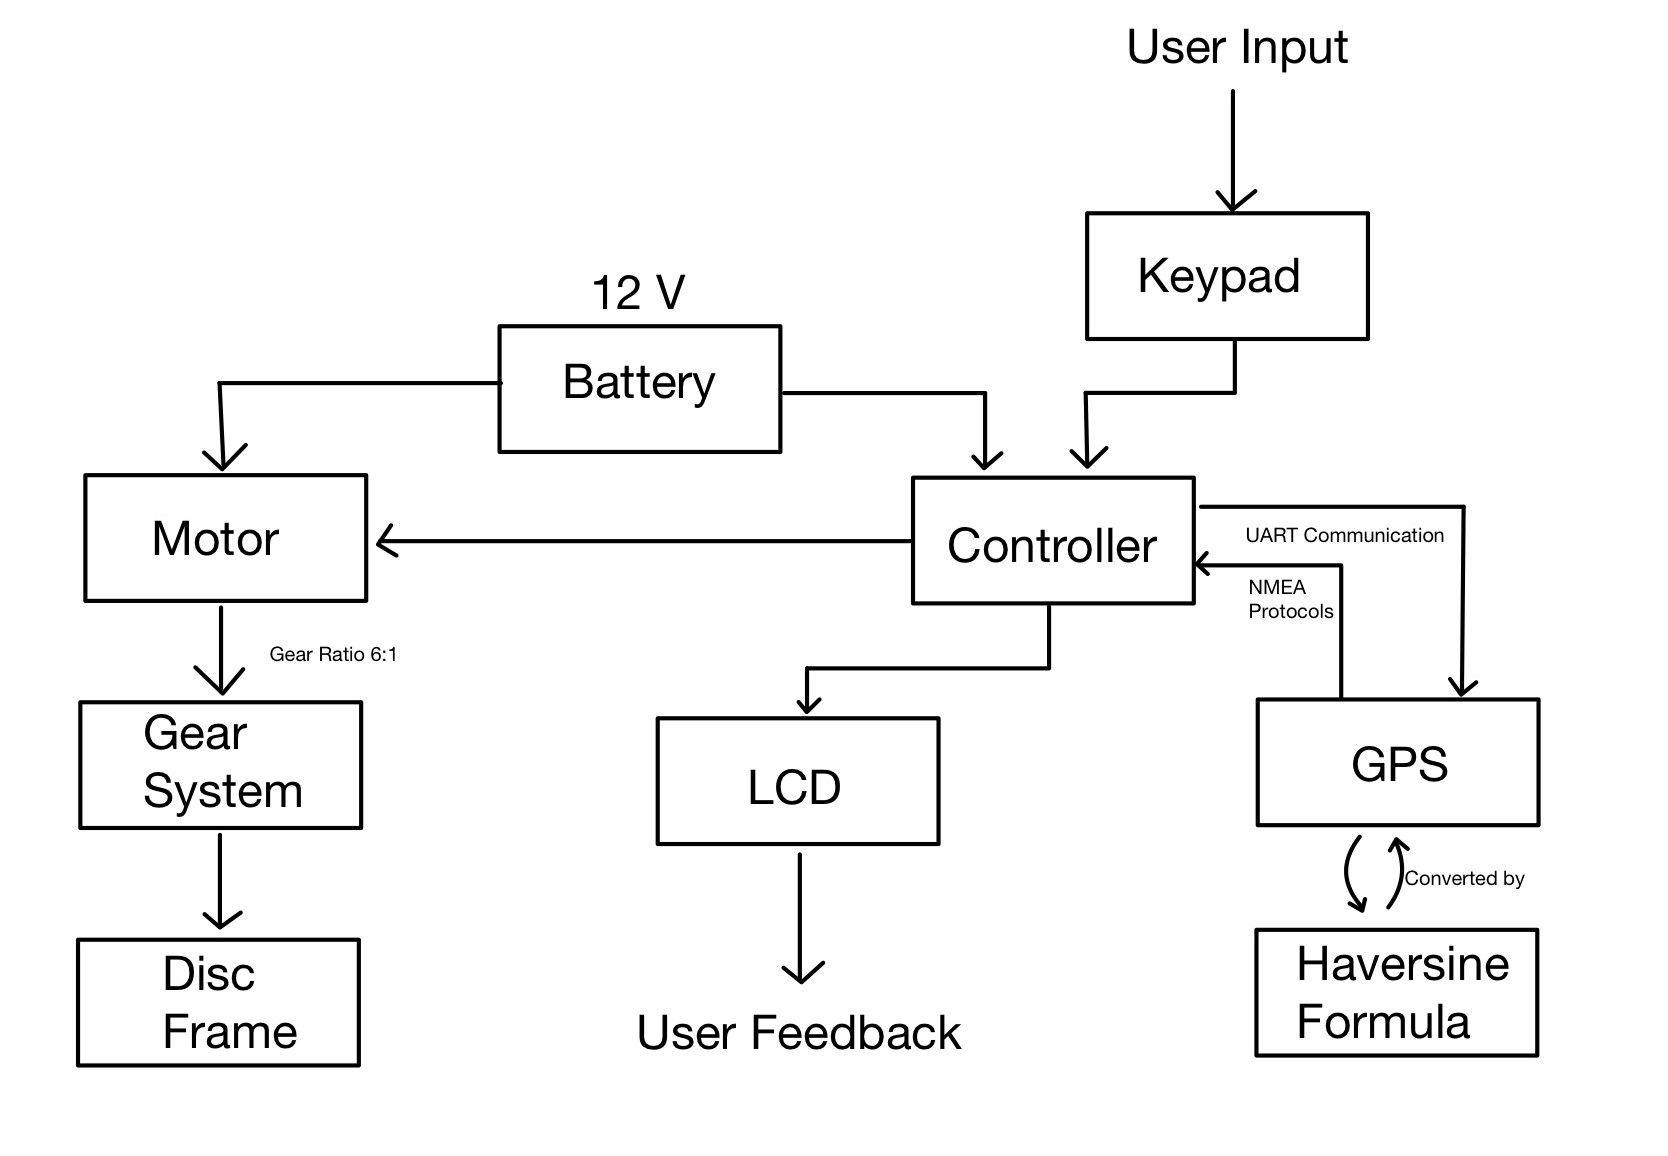 User Input
Keypad
12 V
Battery
Motor
Controller
UART Communication
NMEA
Protocols
Gear Ratio 6:1
Gear
System
LCD
GPS
Converted by
Disc
Frame
User Feedback
Haversine
Formula